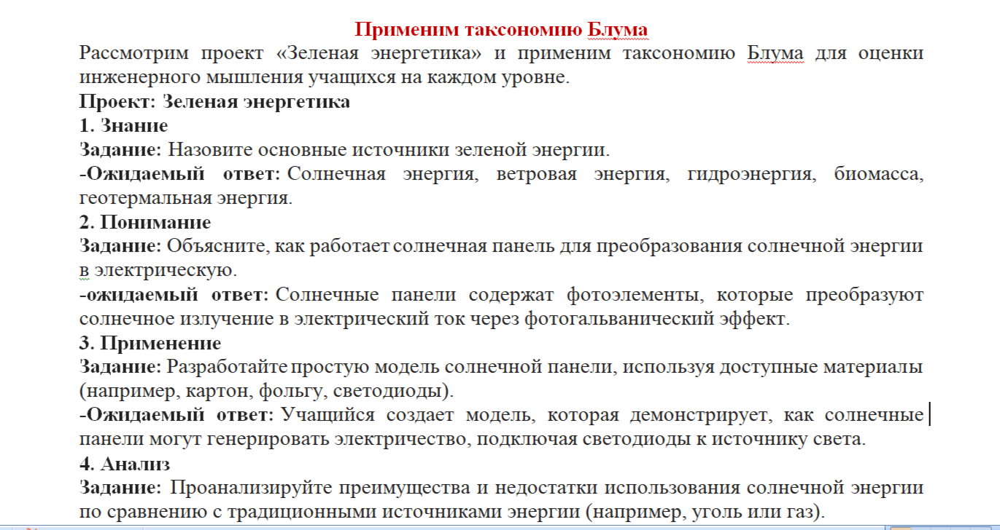 Применим таксономию Блума
Рассмотрим проект «Зеленая энергетика» и применим таксономию Блума для оценки
инженерного мышления учащихся на каждом уровне.
Проект: Зеленая энергетика
1. Знание
Задание: Назовите основные источники зеленой энергии.
-Ожидаемый ответ: Солнечная энергия, ветровая энергия, гидроэнергия, биомасса,
геотермальная энергия.
2. Понимание
Задание: Объясните, как работает солнечная панель для преобразования солнечной энергии
в электрическую.
-ожидаемый ответ: Солнечные панели содержат фотоэлементы, которые преобразуют
солнечное излучение в электрический ток через фотогальванический эффект.
3. Применение
Задание: Разработайте простую модель солнечной панели, используя доступные материалы
(например, картон, фольгу, светодиоды).
-Ожидаемый ответ: Учащийся создает модель, которая демонстрирует, как солнечные
панели могут генерировать электричество, подключая светодиоды к источнику света.
4. Анализ
Задание: Проанализируйте преимущества и недостатки использования солнечной энергии
по сравнению с традиционными источниками энергии (например, уголь или газ).